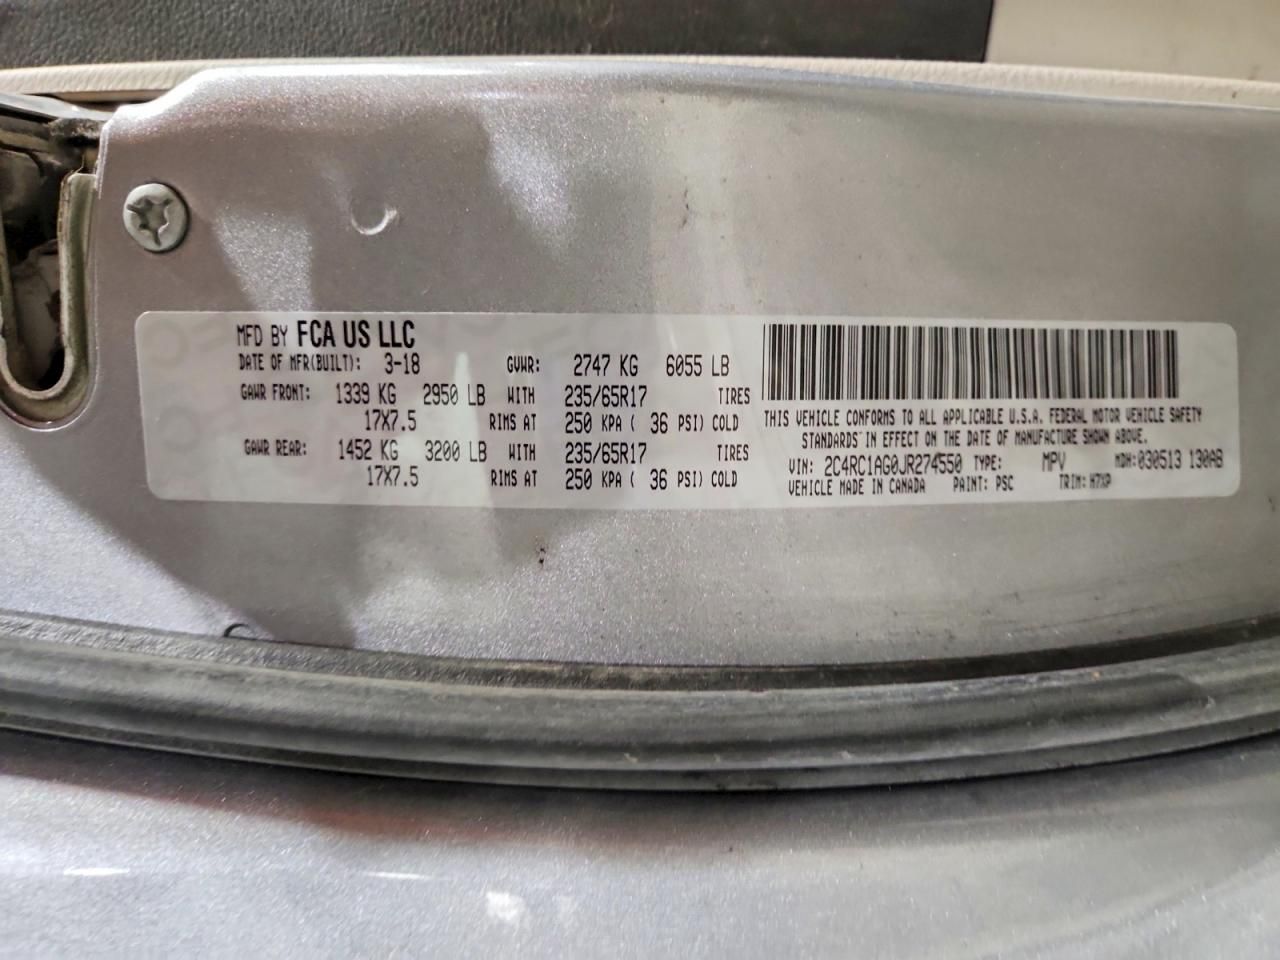 MFD BY FCA US LLC
DATE OF MFR(BUILT): 3-18 GVWR: 2747 KG 6055 LB
GAWR FRONT: 1339 KG 2950 LB WITH 235/65R17 TIRES
17X7.5 RIMS AT 250 KPA ( 36 PSI) COLD
GAWR REAR: 1452 KG 3200 LB WITH 235/65R17 TIRES
17X7.5 RIMS AT 250 KPA ( 36 PSI) COLD
THIS VEHICLE CONFORMS TO ALL APPLICABLE U.S.A. FEDERAL MOTOR VEHICLE SAFETY
STANDARDS IN EFFECT ON THE DATE OF MANUFACTURE SHOWN ABOVE.
VIN: 2C4RC1AG0JR274550 TYPE: MPV MDH: 030513 130AB
VEHICLE MADE IN CANADA PAINT: PSC TRIM: H7XP